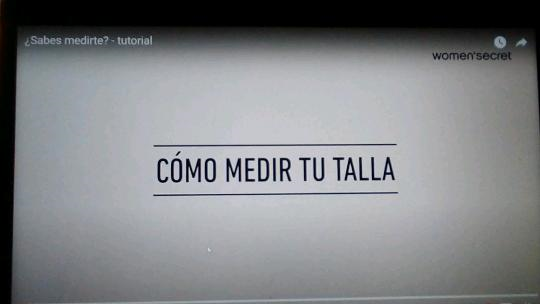 ¿Sabes medirte? - tutorial
women'secret
CÓMO MEDIR TU TALLA